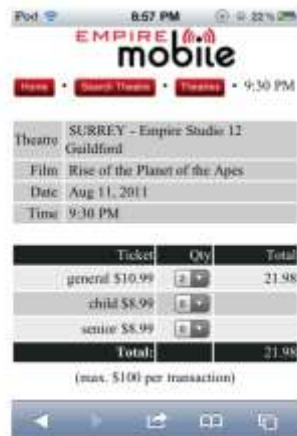 iPod 8:57 PM 22%
EMPIRE
mobile
Home • Search Theatre • Theatres • 9:30 PM
Theatre SURREY - Empire Studio 12
Guildford
Film Rise of the Planet of the Apes
Date Aug 11, 2011
Time 9:30 PM
Ticket Qty Total
general $10.99 2 21.98
child $8.99 0
senior $8.99 0
Total: 21.98
(max. $100 per transaction)